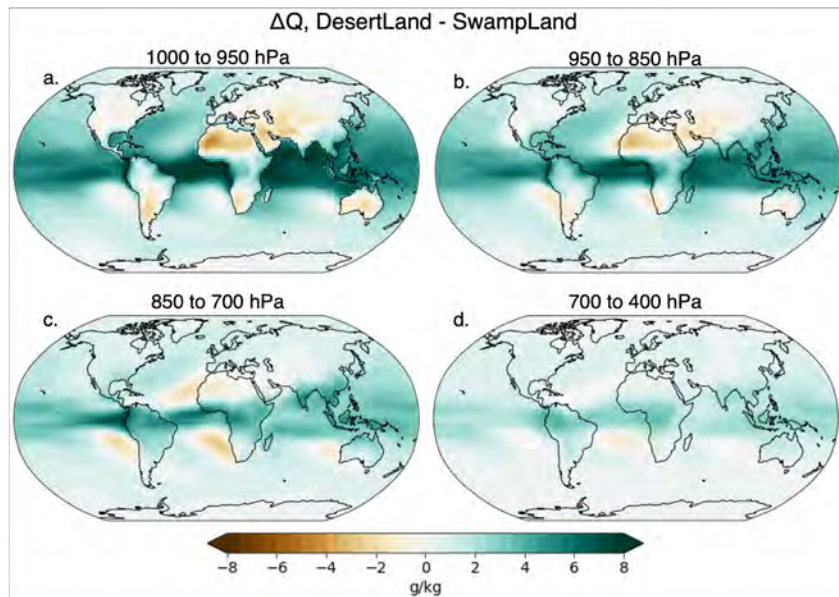 ΔQ, DesertLand - SwampLand
a.
1000 to 950 hPa
b.
950 to 850 hPa
c.
850 to 700 hPa
d.
700 to 400 hPa
−8 −6 −4 −2 0 2 4 6 8
g/kg